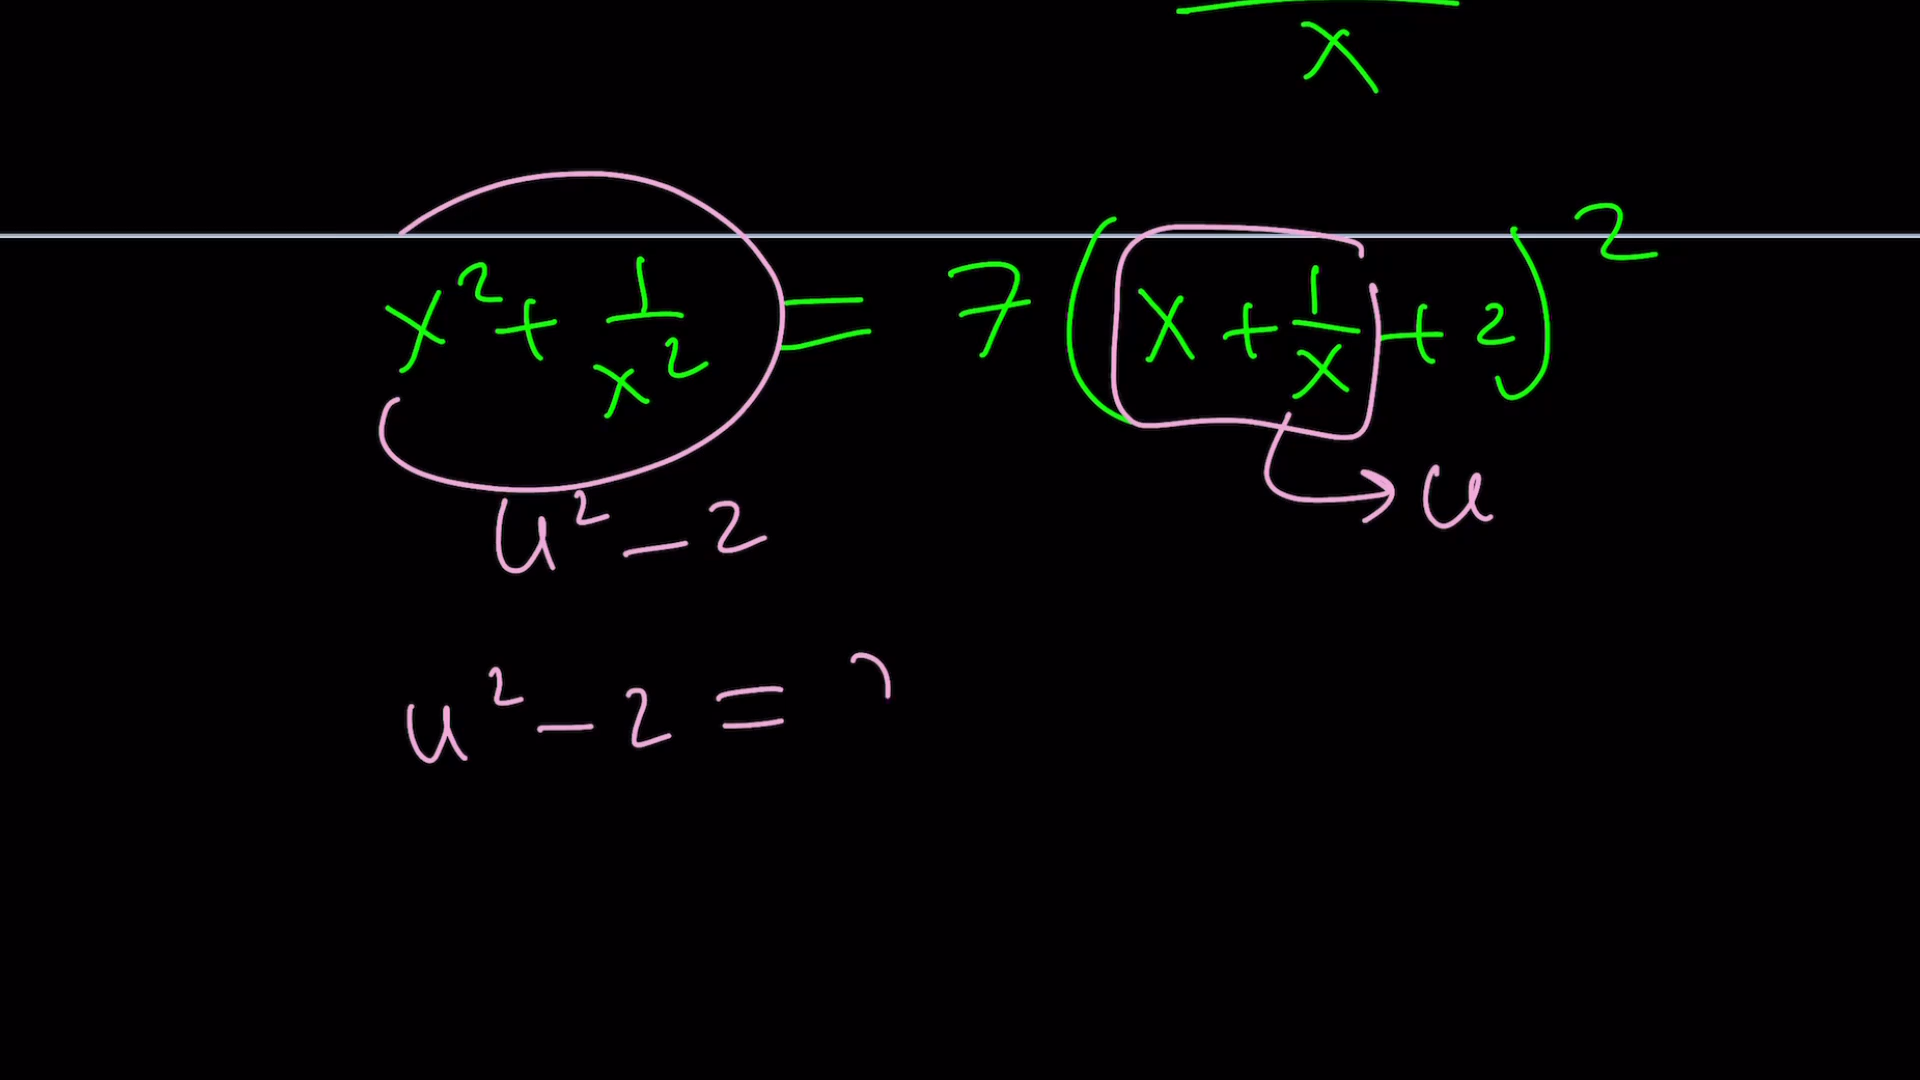 x
x² + 1/x² = 7(x + 1/x + 2)²
u² - 2 → u
u² - 2 =